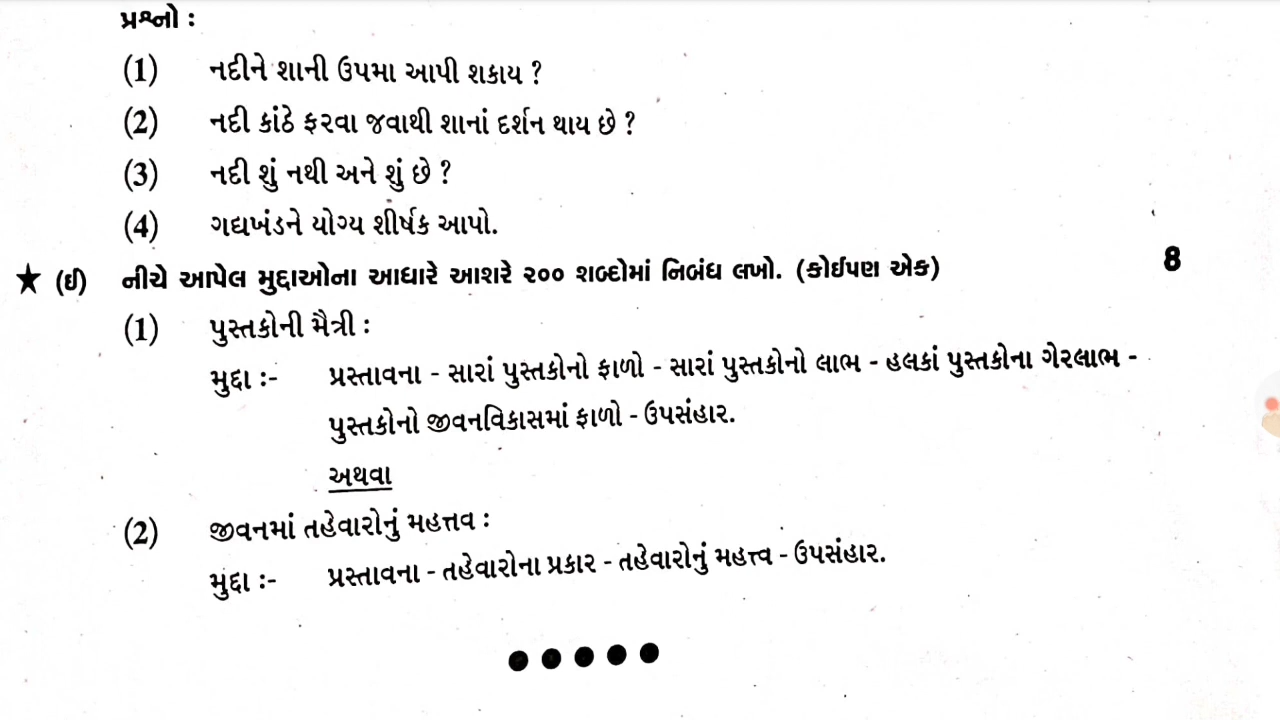 પ્રશ્નો :
(1) નદીને શાની ઉપમા આપી શકાય ?
(2) નદી કાંઠે ફરવા જવાથી શાનાં દર્શન થાય છે ?
(3) નદી શું નથી અને શું છે ?
(4) ગદ્યખંડને યોગ્ય શીર્ષક આપો.
★ (ઈ) નીચે આપેલ મુદ્દાઓના આધારે આશરે ૨૦૦ શબ્દોમાં નિબંધ લખો. (કોઈપણ એક) 8
(1) પુસ્તકોની મૈત્રી :
મુદ્દા :- પ્રસ્તાવના - સારાં પુસ્તકોનો ફાળો - સારાં પુસ્તકોનો લાભ - હલકાં પુસ્તકોના ગેરલાભ -
પુસ્તકોનો જીવનવિકાસમાં ફાળો - ઉપસંહાર.
અથવા
(2) જીવનમાં તહેવારોનું મહત્તવ :
મુદ્દા :- પ્રસ્તાવના - તહેવારોના પ્રકાર - તહેવારોનું મહત્ત્વ - ઉપસંહાર.